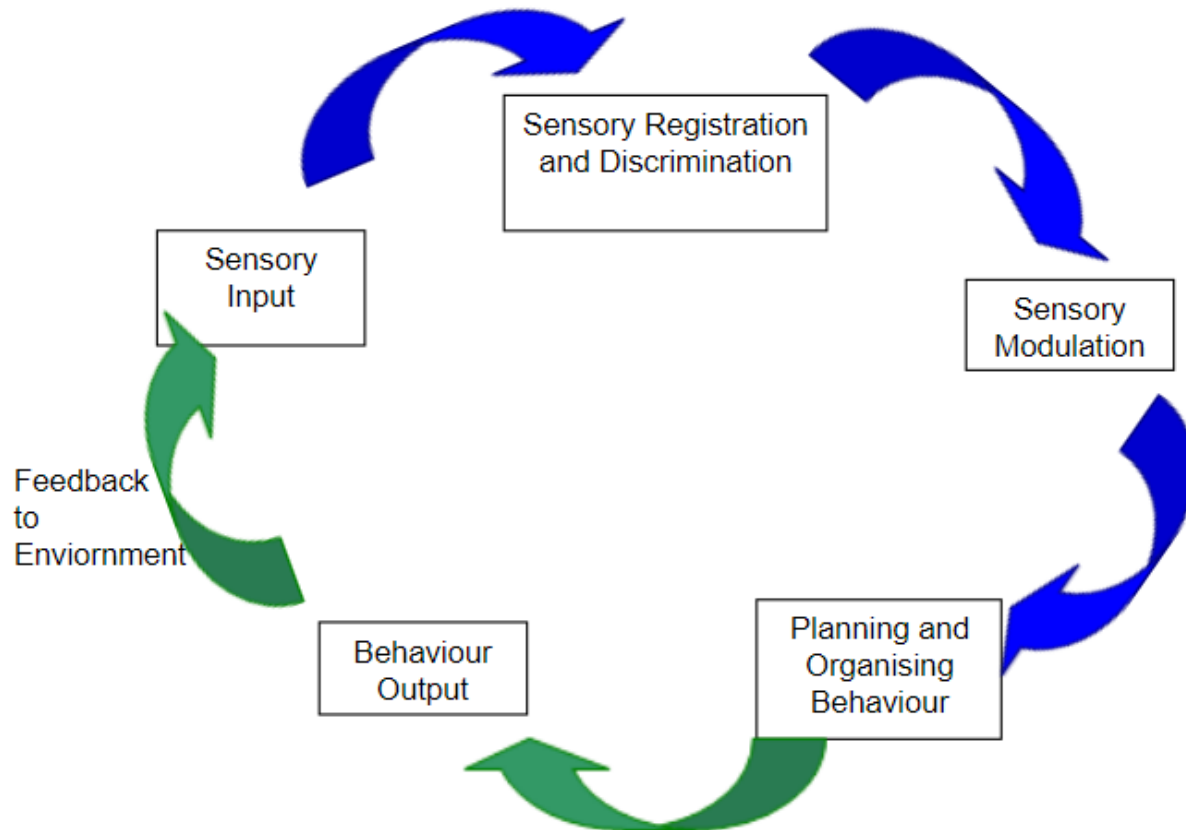 Sensory Registration
and Discrimination
Sensory
Input
Sensory
Modulation
Feedback
to
Enviornment
Planning and
Organising
Behaviour
Behaviour
Output